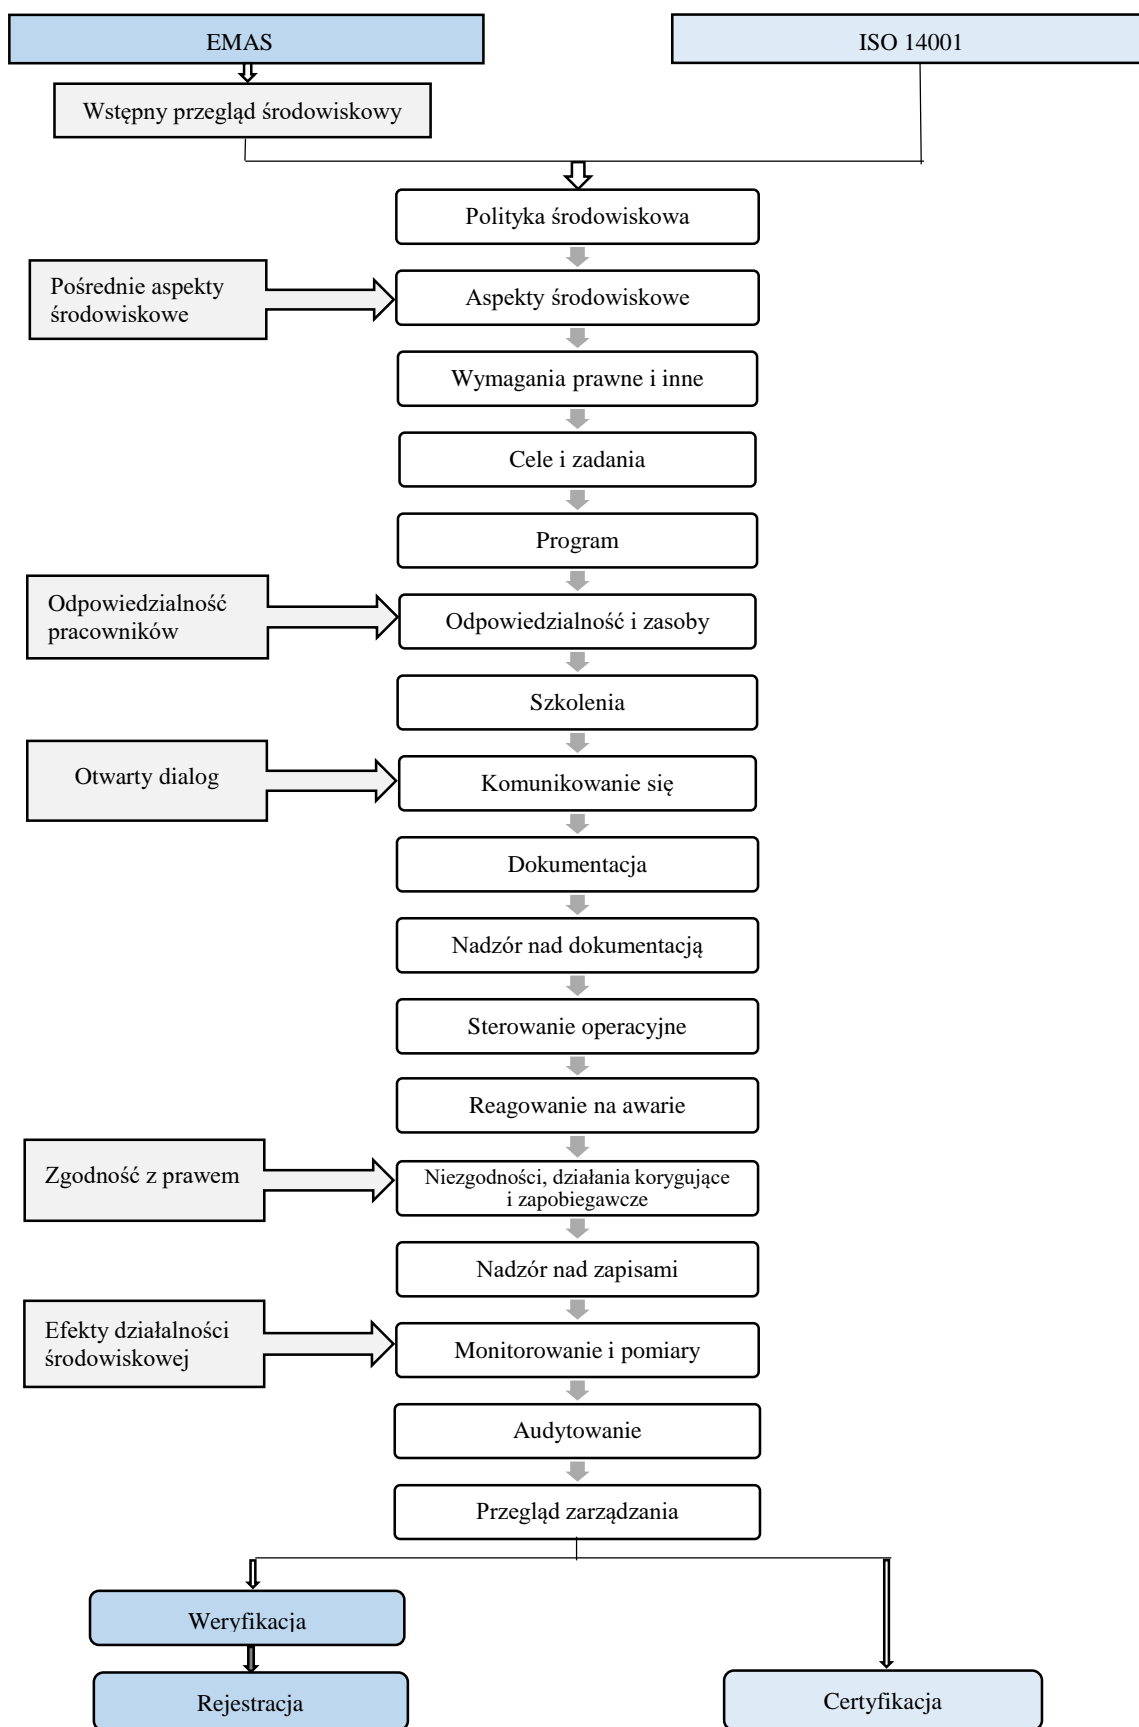 EMAS
ISO 14001
Wstępny przegląd środowiskowy
Polityka środowiskowa
Pośrednie aspekty
środowiskowe
Aspekty środowiskowe
Wymagania prawne i inne
Cele i zadania
Program
Odpowiedzialność
pracowników
Odpowiedzialność i zasoby
Szkolenia
Otwarty dialog
Komunikowanie się
Dokumentacja
Nadzór nad dokumentacją
Sterowanie operacyjne
Reagowanie na awarie
Zgodność z prawem
Niezgodności, działania korygujące
i zapobiegawcze
Nadzór nad zapisami
Efekty działalności
środowiskowej
Monitorowanie i pomiary
Audytowanie
Przegląd zarządzania
Weryfikacja
Rejestracja
Certyfikacja